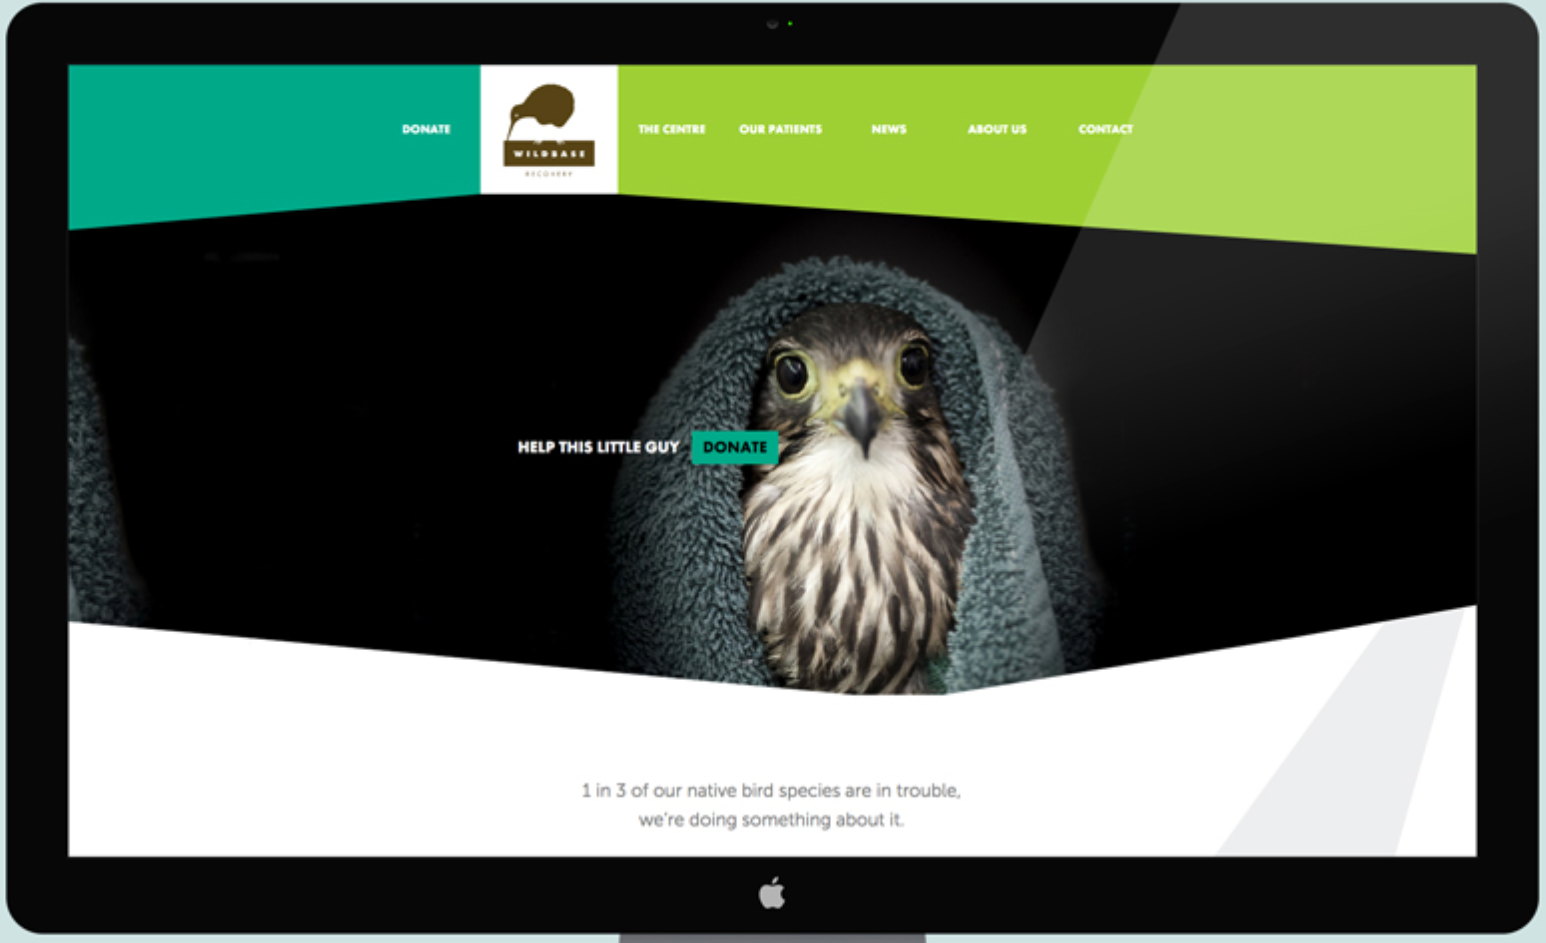 DONATE
WILDBASE
RECOVERY
THE CENTRE
OUR PATIENTS
NEWS
ABOUT US
CONTACT
HELP THIS LITTLE GUY
DONATE
1 in 3 of our native bird species are in trouble,
we're doing something about it.